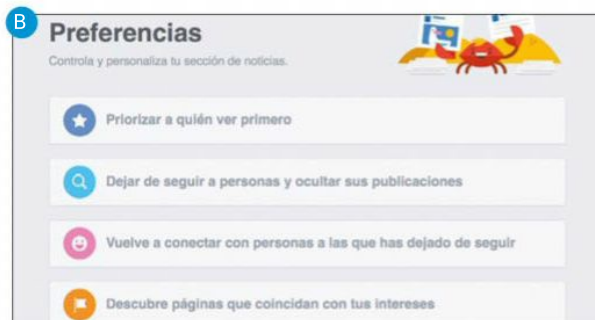 B
Preferencias
Controla y personaliza tu sección de noticias.
Priorizar a quién ver primero
Dejar de seguir a personas y ocultar sus publicaciones
Vuelve a conectar con personas a las que has dejado de seguir
Descubre páginas que coincidan con tus intereses